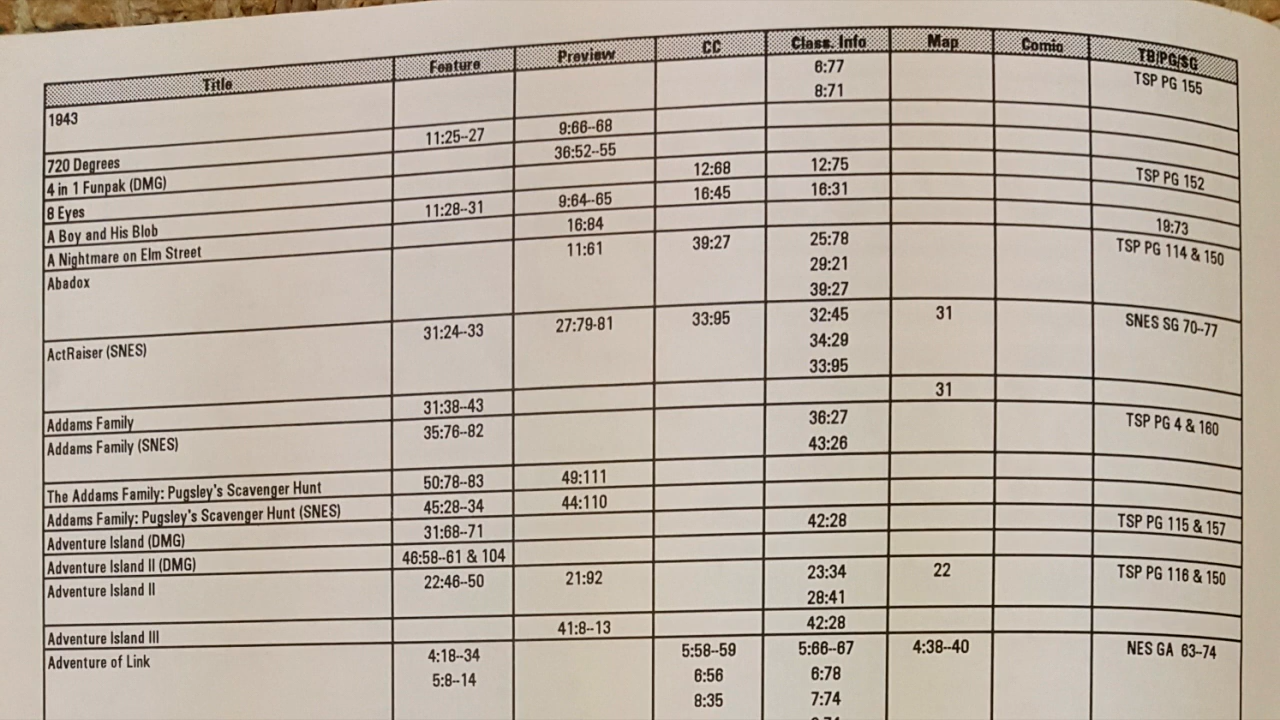 Title Feature Preview CC Class. Info Map Comic TB/PG/SG
1943 6:77 TSP PG 155
8:71
720 Degrees 11:25--27 9:66--68
4 in 1 Funpak (DMG) 36:52--55
8 Eyes 12:68 12:75 TSP PG 152
A Boy and His Blob 11:28--31 9:64--65 16:45 16:31
A Nightmare on Elm Street 16:84 19:73
Abadox 11:61 39:27 25:78 TSP PG 114 & 150
29:21
39:27
ActRaiser (SNES) 31:24--33 27:79-81 33:95 32:45 31 SNES SG 70--77
34:29
33:95
Addams Family 31:38--43 31
Addams Family (SNES) 35:76--82 36:27 TSP PG 4 & 160
43:26
The Addams Family: Pugsley's Scavenger Hunt 50:78--83 49:111
Addams Family: Pugsley's Scavenger Hunt (SNES) 45:28--34 44:110
Adventure Island (DMG) 31:68--71 42:28 TSP PG 115 & 157
Adventure Island II (DMG) 46:58--61 & 104
Adventure Island II 22:46--50 21:92 23:34 22 TSP PG 116 & 150
28:41
Adventure Island III 41:8--13 42:28
Adventure of Link 4:18--34 5:58--59 5:66--67 4:38--40 NES GA 63--74
5:8--14 6:56 6:78
8:35 7:74